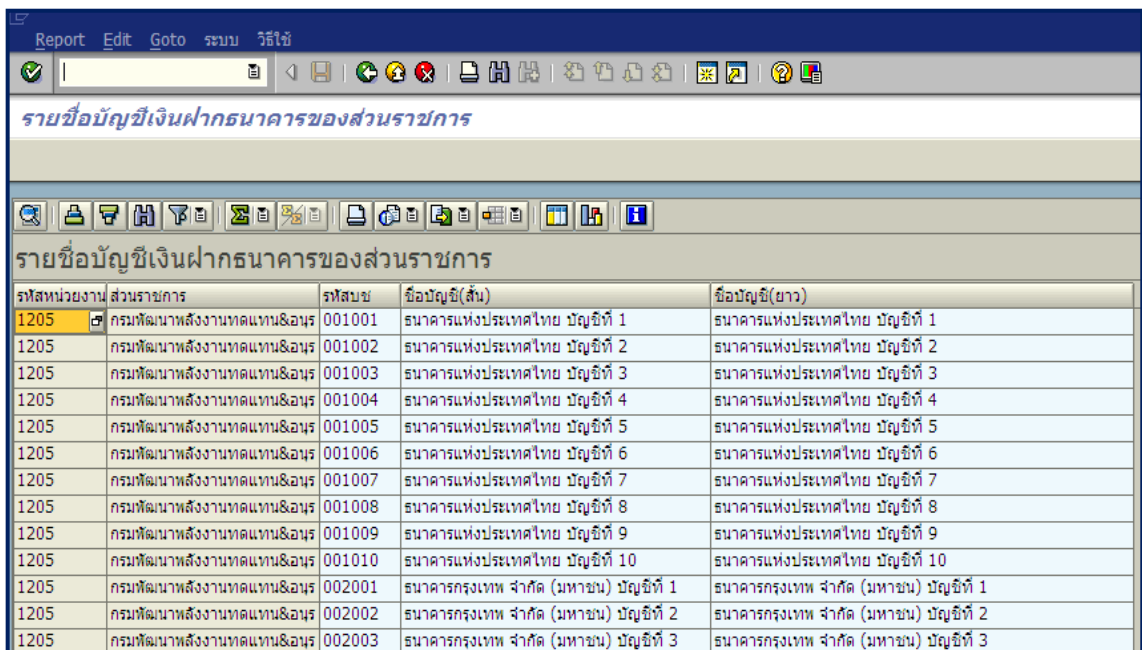 Report Edit Goto ระบบ วิธีใช้
รายชื่อบัญชีเงินฝากธนาคารของส่วนราชการ
รายชื่อบัญชีเงินฝากธนาคารของส่วนราชการ
รหัสหน่วยงาน ส่วนราชการ รหัสบช ชื่อบัญชี(สั้น) ชื่อบัญชี(ยาว)
1205 กรมพัฒนาพลังงานทดแทน&อนุร 001001 ธนาคารแห่งประเทศไทย บัญชีที่ 1 ธนาคารแห่งประเทศไทย บัญชีที่ 1
1205 กรมพัฒนาพลังงานทดแทน&อนุร 001002 ธนาคารแห่งประเทศไทย บัญชีที่ 2 ธนาคารแห่งประเทศไทย บัญชีที่ 2
1205 กรมพัฒนาพลังงานทดแทน&อนุร 001003 ธนาคารแห่งประเทศไทย บัญชีที่ 3 ธนาคารแห่งประเทศไทย บัญชีที่ 3
1205 กรมพัฒนาพลังงานทดแทน&อนุร 001004 ธนาคารแห่งประเทศไทย บัญชีที่ 4 ธนาคารแห่งประเทศไทย บัญชีที่ 4
1205 กรมพัฒนาพลังงานทดแทน&อนุร 001005 ธนาคารแห่งประเทศไทย บัญชีที่ 5 ธนาคารแห่งประเทศไทย บัญชีที่ 5
1205 กรมพัฒนาพลังงานทดแทน&อนุร 001006 ธนาคารแห่งประเทศไทย บัญชีที่ 6 ธนาคารแห่งประเทศไทย บัญชีที่ 6
1205 กรมพัฒนาพลังงานทดแทน&อนุร 001007 ธนาคารแห่งประเทศไทย บัญชีที่ 7 ธนาคารแห่งประเทศไทย บัญชีที่ 7
1205 กรมพัฒนาพลังงานทดแทน&อนุร 001008 ธนาคารแห่งประเทศไทย บัญชีที่ 8 ธนาคารแห่งประเทศไทย บัญชีที่ 8
1205 กรมพัฒนาพลังงานทดแทน&อนุร 001009 ธนาคารแห่งประเทศไทย บัญชีที่ 9 ธนาคารแห่งประเทศไทย บัญชีที่ 9
1205 กรมพัฒนาพลังงานทดแทน&อนุร 001010 ธนาคารแห่งประเทศไทย บัญชีที่ 10 ธนาคารแห่งประเทศไทย บัญชีที่ 10
1205 กรมพัฒนาพลังงานทดแทน&อนุร 002001 ธนาคารกรุงเทพ จำกัด (มหาชน) บัญชีที่ 1 ธนาคารกรุงเทพ จำกัด (มหาชน) บัญชีที่ 1
1205 กรมพัฒนาพลังงานทดแทน&อนุร 002002 ธนาคารกรุงเทพ จำกัด (มหาชน) บัญชีที่ 2 ธนาคารกรุงเทพ จำกัด (มหาชน) บัญชีที่ 2
1205 กรมพัฒนาพลังงานทดแทน&อนุร 002003 ธนาคารกรุงเทพ จำกัด (มหาชน) บัญชีที่ 3 ธนาคารกรุงเทพ จำกัด (มหาชน) บัญชีที่ 3